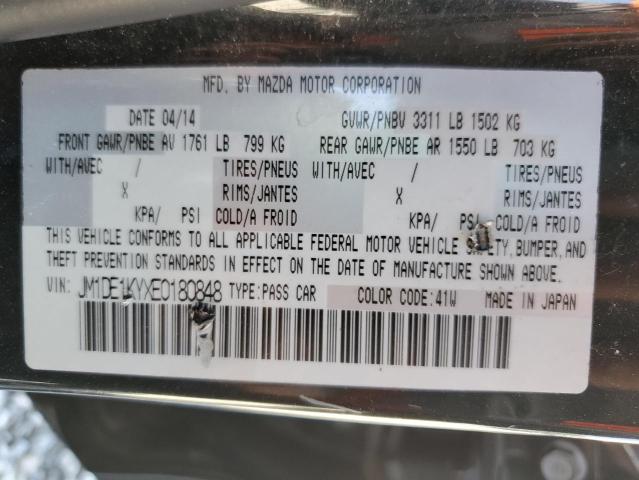 MFD. BY MAZDA MOTOR CORPORATION
DATE 04/14 GVWR/PNBV 3311 LB 1502 KG
FRONT GAWR/PNBE AV 1761 LB 799 KG REAR GAWR/PNBE AR 1550 LB 703 KG
WITH/AVEC / TIRES/PNEUS WITH/AVEC / TIRES/PNEUS
X RIMS/JANTES X RIMS/JANTES
KPA/ PSI COLD/A FROID KPA/ PSI COLD/A FROID
THIS VEHICLE CONFORMS TO ALL APPLICABLE FEDERAL MOTOR VEHICLE SAFETY, BUMPER, AND
THEFT PREVENTION STANDARDS IN EFFECT ON THE DATE OF MANUFACTURE SHOWN ABOVE.
VIN: JM1DE1KYXE0180848 TYPE:PASS CAR COLOR CODE:41W MADE IN JAPAN